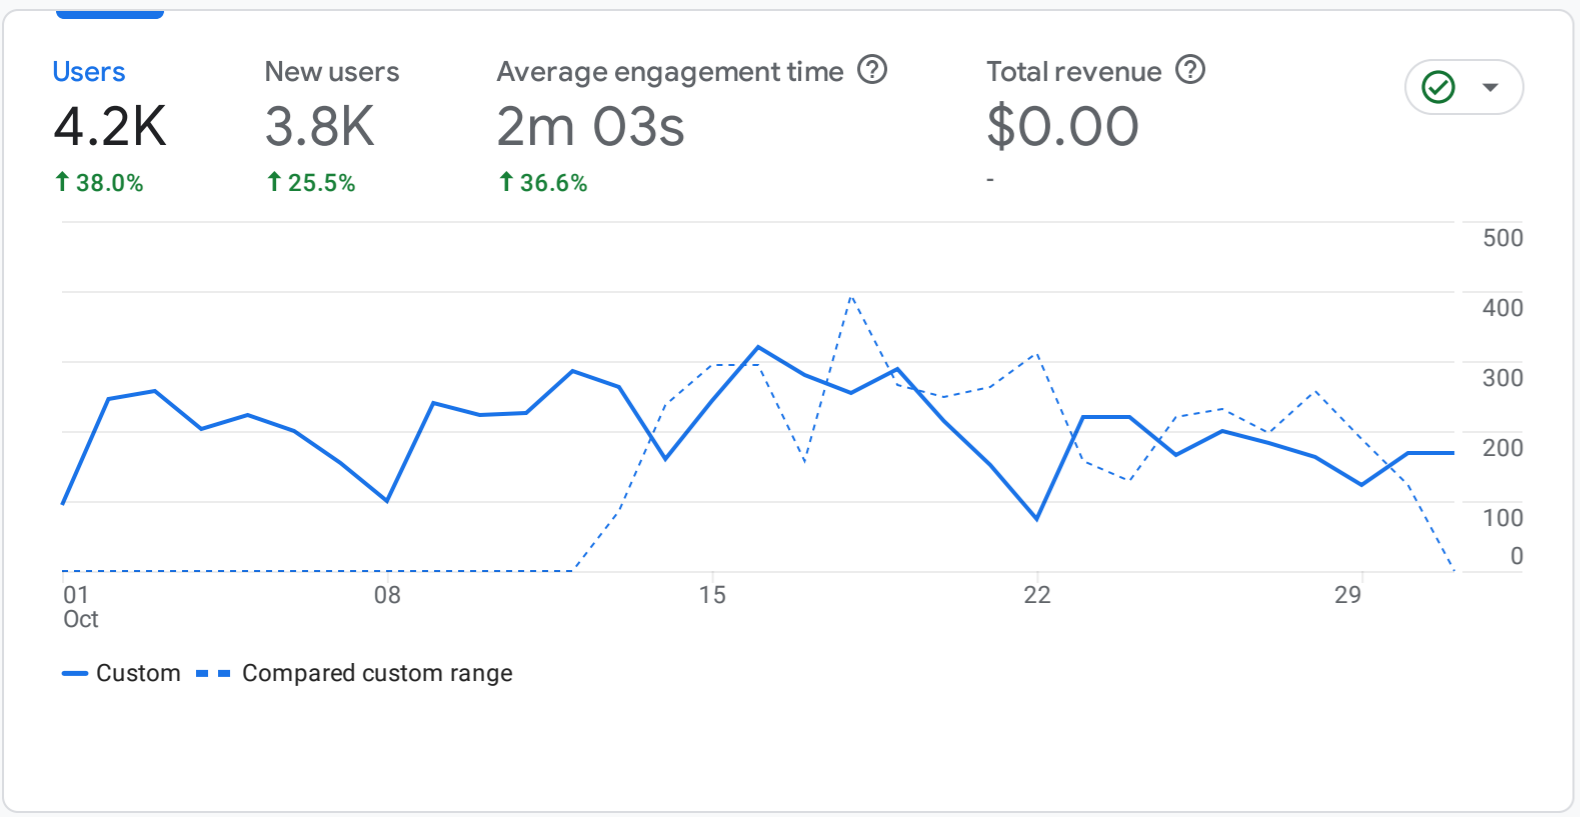 Users
4.2K
38.0%
New users
3.8K
25.5%
Average engagement time
2m 03s
36.6%
Total revenue
$0.00
-
500
400
300
200
100
0
01
Oct
08
15
22
29
Custom
Compared custom range